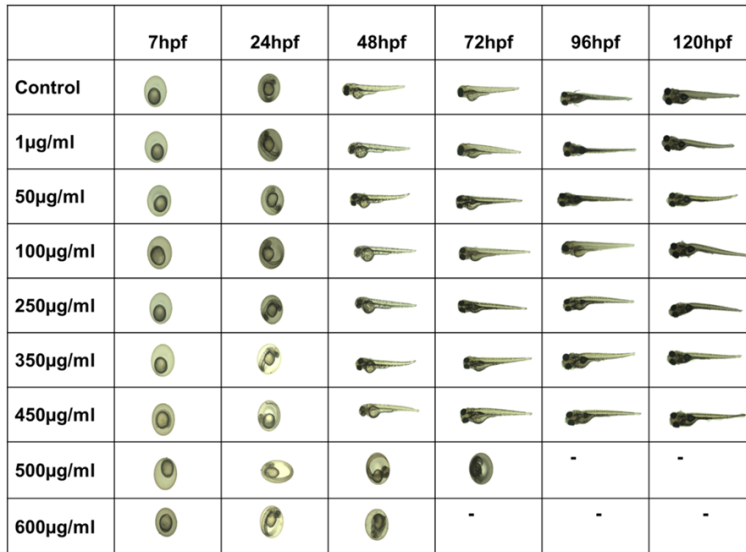 7hpf 24hpf 48hpf 72hpf 96hpf 120hpf
Control
1µg/ml
50µg/ml
100µg/ml
250µg/ml
350µg/ml
450µg/ml
500µg/ml - -
600µg/ml - - -